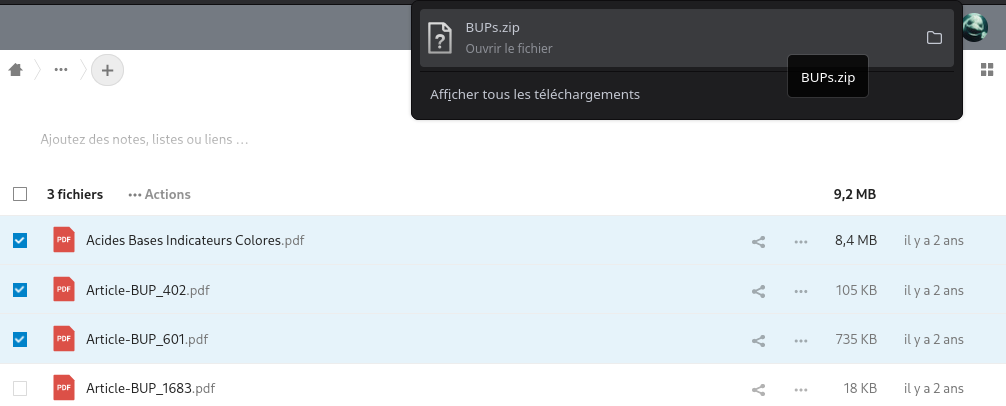 BUPs.zip
Ouvrir le fichier
BUPs.zip
Afficher tous les téléchargements
Ajoutez des notes, listes ou liens …
3 fichiers ••• Actions 9,2 MB
PDF Acides Bases Indicateurs Colores.pdf 8,4 MB il y a 2 ans
PDF Article-BUP_402.pdf 105 KB il y a 2 ans
PDF Article-BUP_601.pdf 735 KB il y a 2 ans
PDF Article-BUP_1683.pdf 18 KB il y a 2 ans